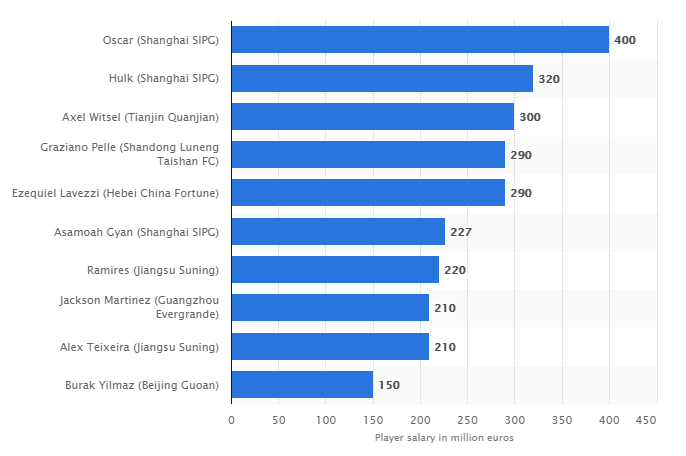 Oscar (Shanghai SIPG) 400
Hulk (Shanghai SIPG) 320
Axel Witsel (Tianjin Quanjian) 300
Graziano Pelle (Shandong Luneng
Taishan FC) 290
Ezequiel Lavezzi (Hebei China Fortune) 290
Asamoah Gyan (Shanghai SIPG) 227
Ramires (Jiangsu Suning) 220
Jackson Martinez (Guangzhou
Evergrande) 210
Alex Teixeira (Jiangsu Suning) 210
Burak Yilmaz (Beijing Guoan) 150
0 50 100 150 200 250 300 350 400 450
Player salary in million euros